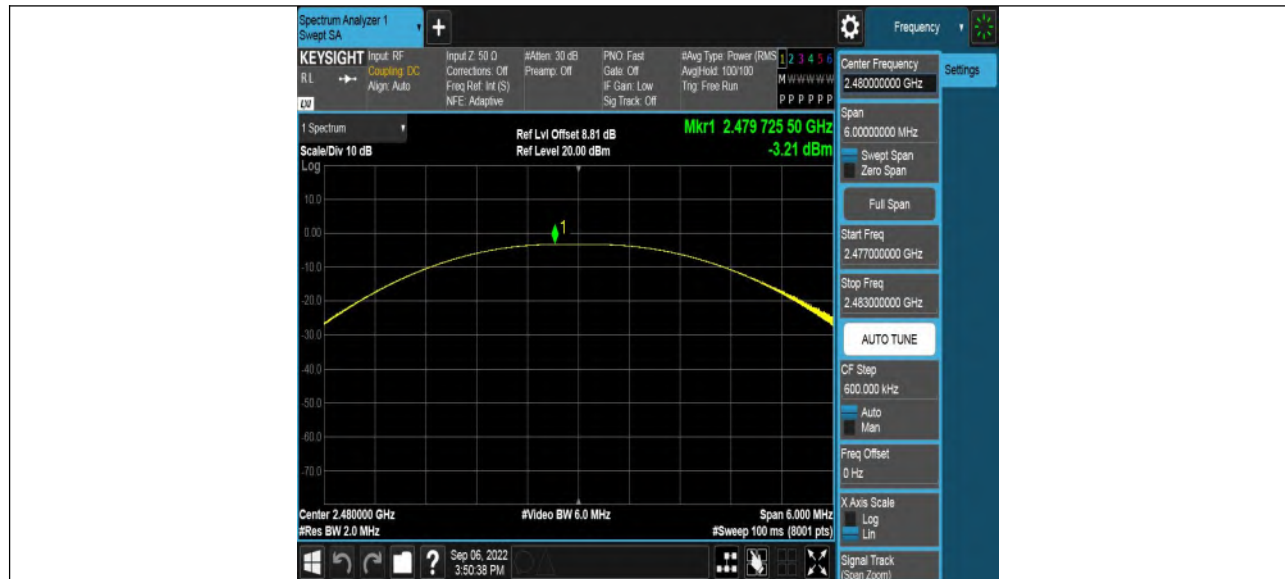 Spectrum Analyzer 1
Swept SA
+
Frequency
KEYSIGHT
RL
LXI
Input: RF
Coupling: DC
Align: Auto
Input Z: 50 Ω
Corrections: Off
Freq Ref: Int (S)
NFE: Adaptive
#Atten: 30 dB
Preamp: Off
PNO: Fast
Gate: Off
IF Gain: Low
Sig Track: Off
#Avg Type: Power (RMS
Avg|Hold: 100/100
Trig: Free Run
1 2 3 4 5 6
M W W W W W
P P P P P P
1 Spectrum
Scale/Div 10 dB
Ref Lvl Offset 8.81 dB
Ref Level 20.00 dBm
Mkr1 2.479 725 50 GHz
-3.21 dBm
Log
10.0
0.00
-10.0
-20.0
-30.0
-40.0
-50.0
-60.0
-70.0
1
Center 2.480000 GHz
#Video BW 6.0 MHz
Span 6.000 MHz
#Res BW 2.0 MHz
#Sweep 100 ms (8001 pts)
?
Sep 06, 2022
3:50:38 PM
Center Frequency
2.480000000 GHz
Settings
Span
6.00000000 MHz
Swept Span
Zero Span
Full Span
Start Freq
2.477000000 GHz
Stop Freq
2.483000000 GHz
AUTO TUNE
CF Step
600.000 kHz
Auto
Man
Freq Offset
0 Hz
X Axis Scale
Log
Lin
Signal Track
(Span Zoom)